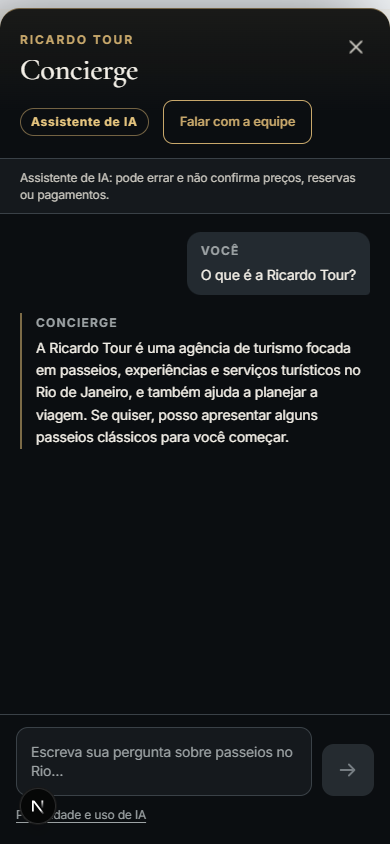 RICARDO TOUR
Concierge
Assistente de IA
Falar com a equipe
Assistente de IA: pode errar e não confirma preços, reservas
ou pagamentos.
VOCÊ
O que é a Ricardo Tour?
CONCIERGE
A Ricardo Tour é uma agência de turismo focada
em passeios, experiências e serviços turísticos no
Rio de Janeiro, e também ajuda a planejar a
viagem. Se quiser, posso apresentar alguns
passeios clássicos para você começar.
Escreva sua pergunta sobre passeios no
Rio...
N
e uso de IA